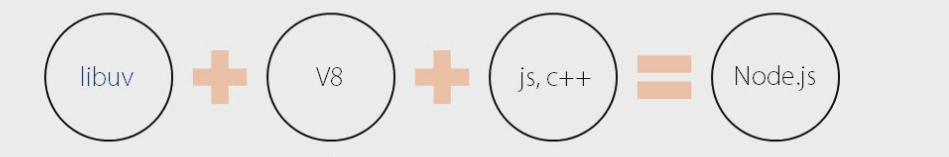 libuv + V8 + js, c++ = Node.js